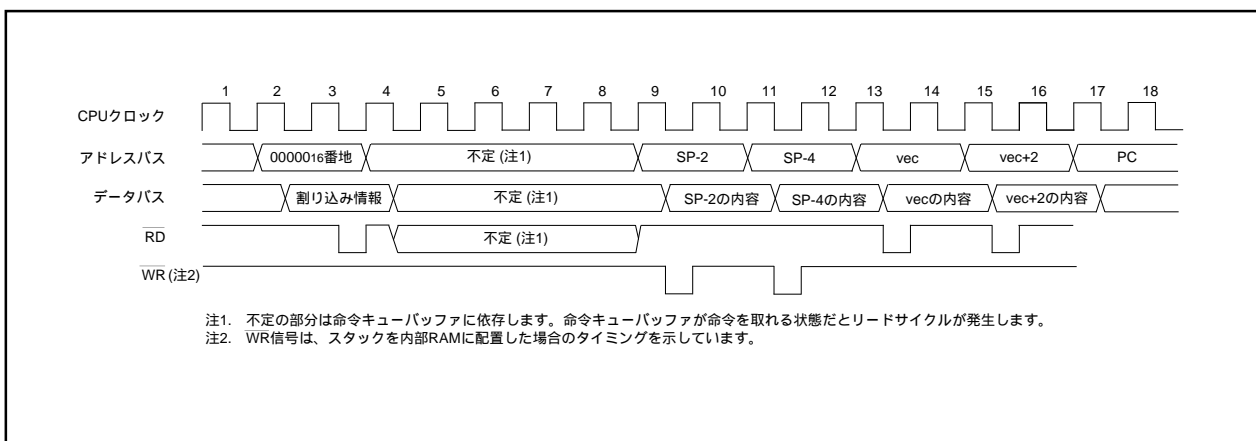 1 2 3 4 5 6 7 8 9 10 11 12 13 14 15 16 17 18
CPUクロック
アドレスバス 0000016番地 不定 (注1) SP-2 SP-4 vec vec+2 PC
データバス 割り込み情報 不定 (注1) SP-2の内容 SP-4の内容 vecの内容 vec+2の内容
RD 不定 (注1)
WR (注2)
注1. 不定の部分は命令キューバッファに依存します。命令キューバッファが命令を取れる状態だとリードサイクルが発生します。
注2. WR信号は、スタックを内部RAMに配置した場合のタイミングを示しています。